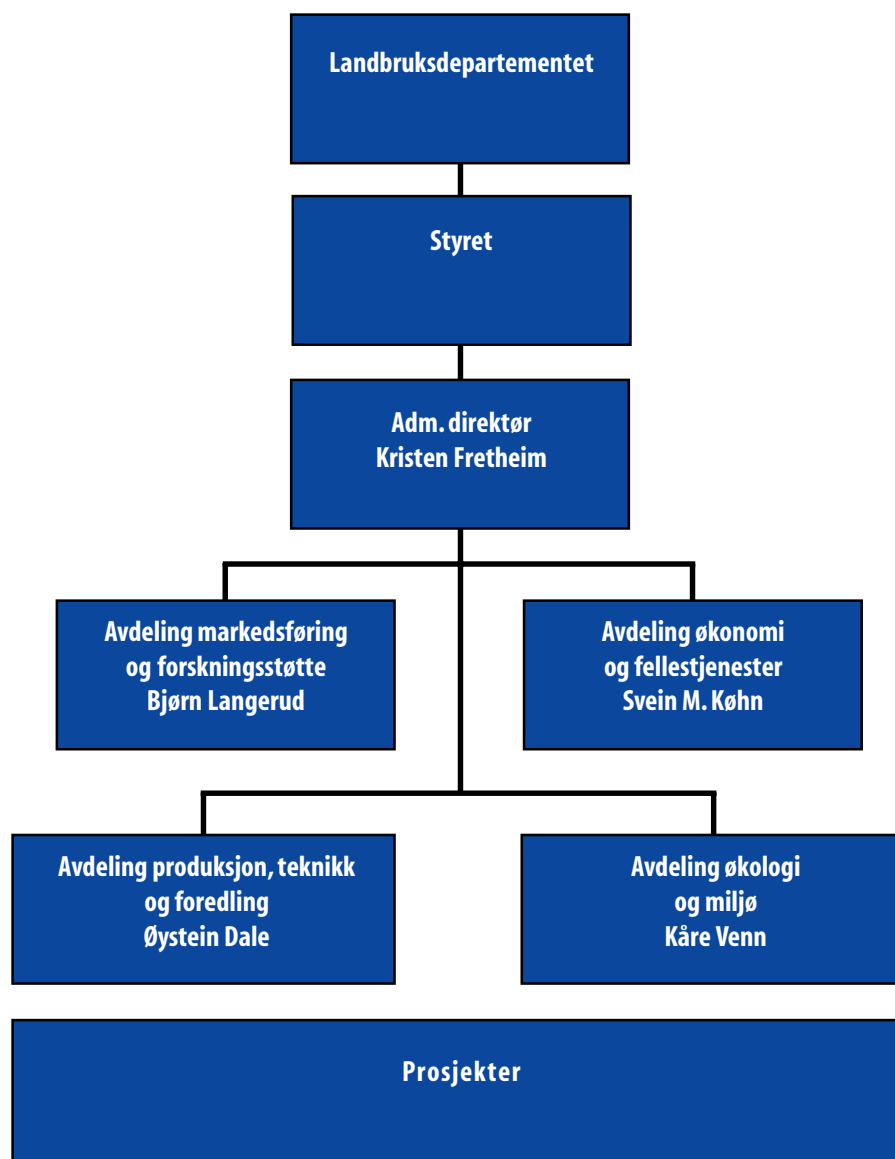 Landbruksdepartementet
Styret
Adm. direktør
Kristen Fretheim
Avdeling markedsføring
og forskningsstøtte
Bjørn Langerud
Avdeling økonomi
og fellestjenester
Svein M. Køhn
Avdeling produksjon, teknikk
og foredling
Øystein Dale
Avdeling økologi
og miljø
Kåre Venn
Prosjekter